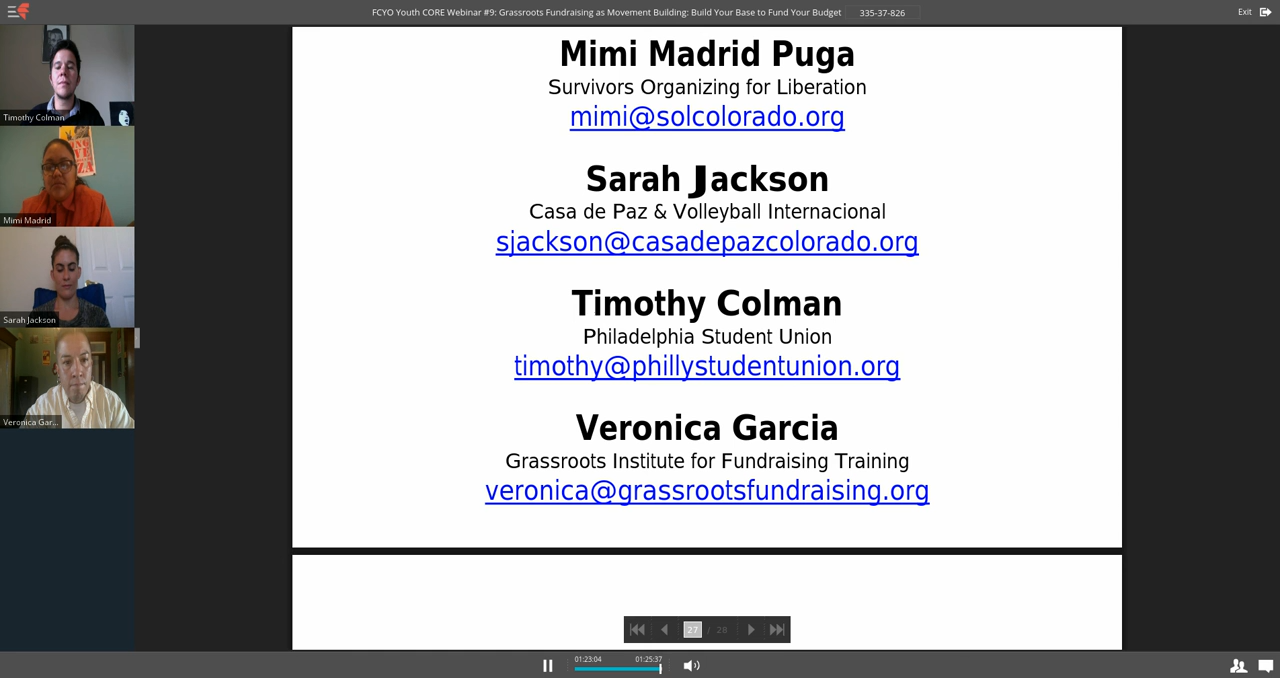 FCYO Youth CORE Webinar #9: Grassroots Fundraising as Movement Building: Build Your Base to Fund Your Budget
335-37-826
Exit
Timothy Colman
Mimi Madrid
Sarah Jackson
Veronica Gar...
Mimi Madrid Puga
Survivors Organizing for Liberation
mimi@solcolorado.org
Sarah Jackson
Casa de Paz & Volleyball Internacional
sjackson@casadepazcolorado.org
Timothy Colman
Philadelphia Student Union
timothy@phillystudentunion.org
Veronica Garcia
Grassroots Institute for Fundraising Training
veronica@grassrootsfundraising.org
27 / 28
01:23:04
01:25:37